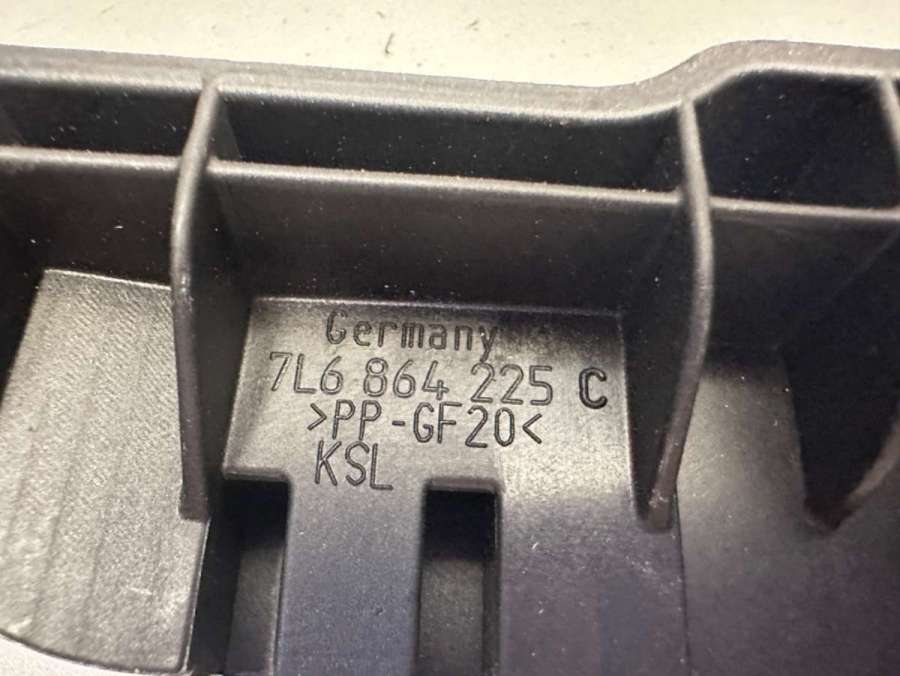 Germany
7L6 864 225 C
>PP-GF20<
KSL